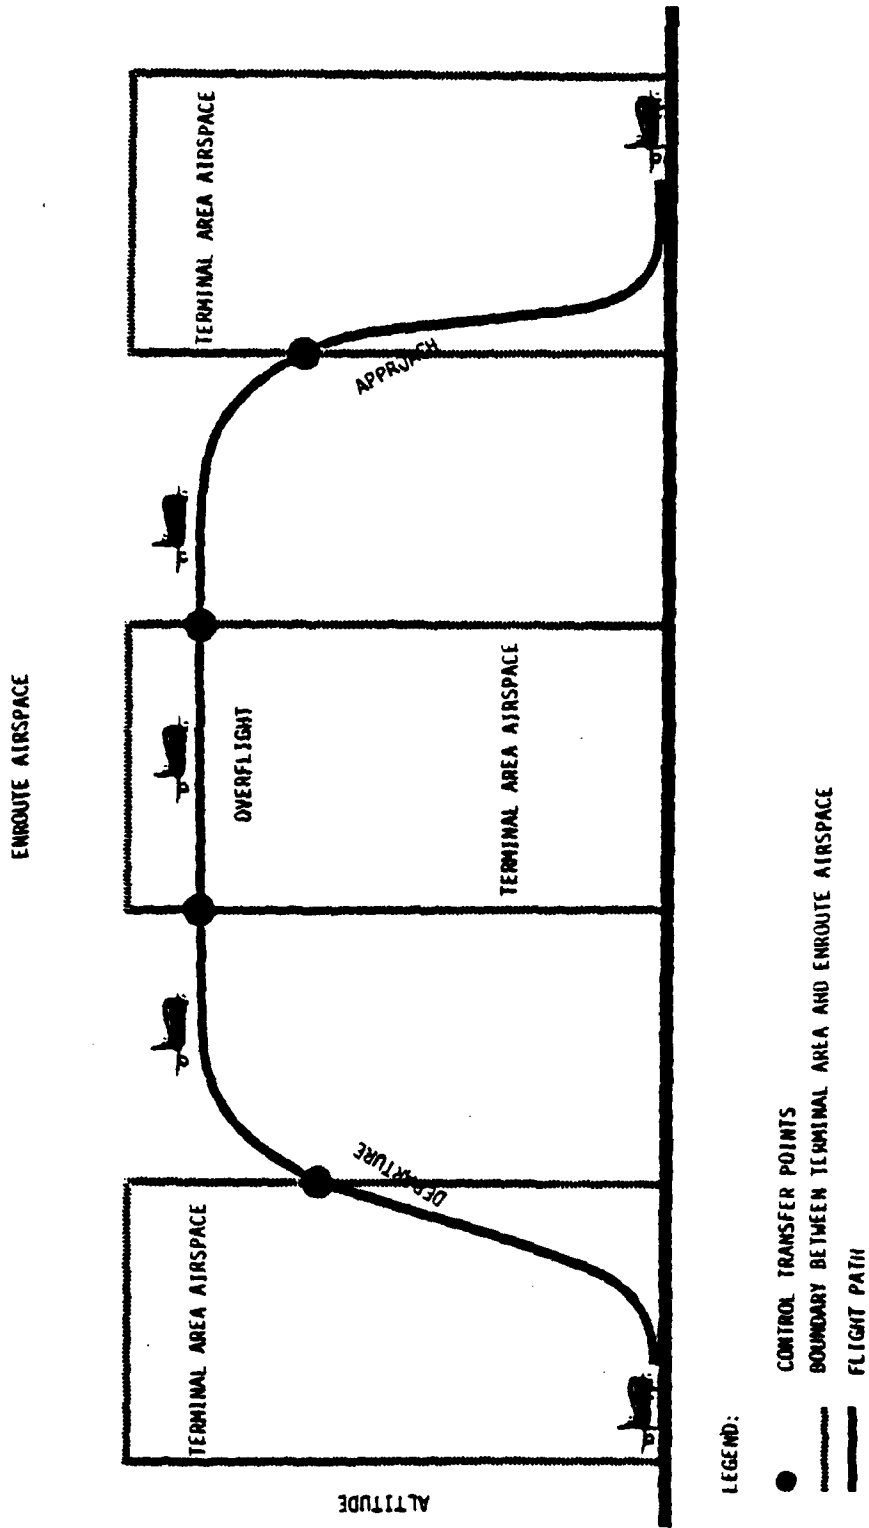 ENROUTE AIRSPACE
TERMINAL AREA AIRSPACE
TERMINAL AREA AIRSPACE
OVERFLIGHT
TERMINAL AREA AIRSPACE
DEPARTURE
APPROACH
ALTITUDE
LEGEND:
CONTROL TRANSFER POINTS
BOUNDARY BETWEEN TERMINAL AREA AND ENROUTE AIRSPACE
FLIGHT PATH